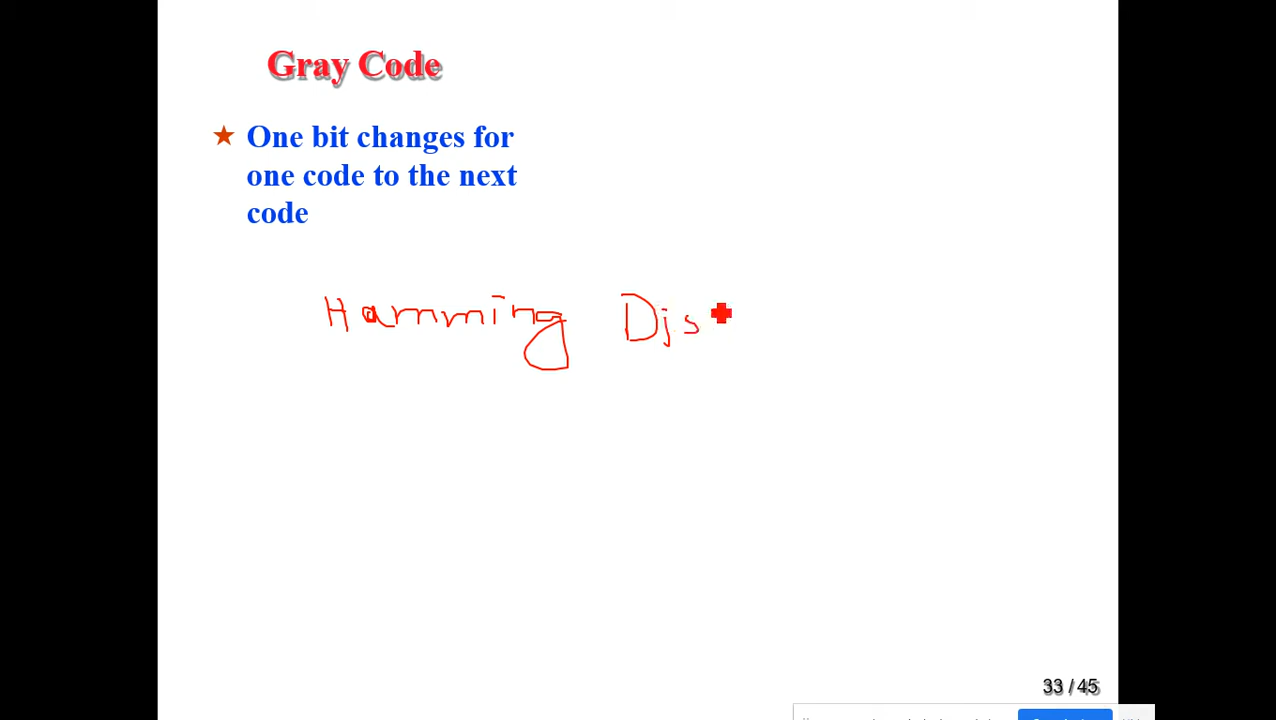 Gray Code
★ One bit changes for
one code to the next
code
Hamming Dis
33 / 45